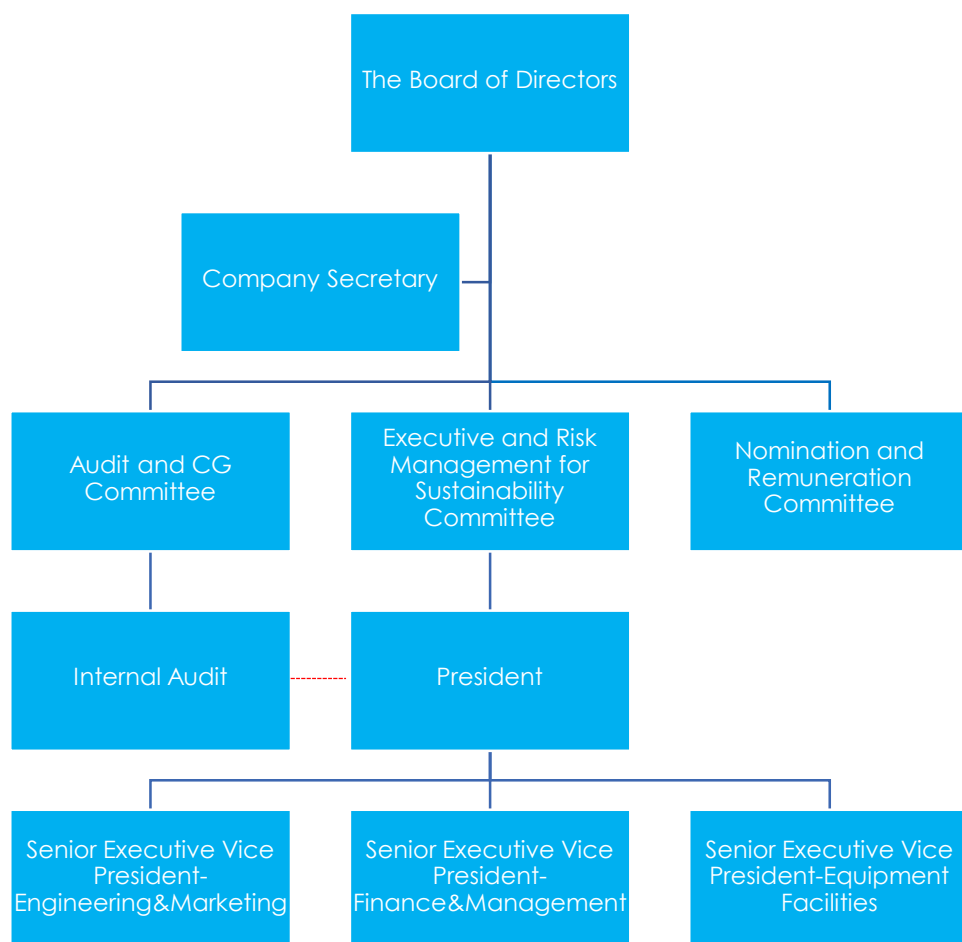 The Board of Directors
Company Secretary
Audit and CG
Committee
Executive and Risk
Management for
Sustainability
Committee
Nomination and
Remuneration
Committee
Internal Audit
President
Senior Executive Vice
President-
Engineering&Marketing
Senior Executive Vice
President-
Finance&Management
Senior Executive Vice
President-Equipment
Facilities